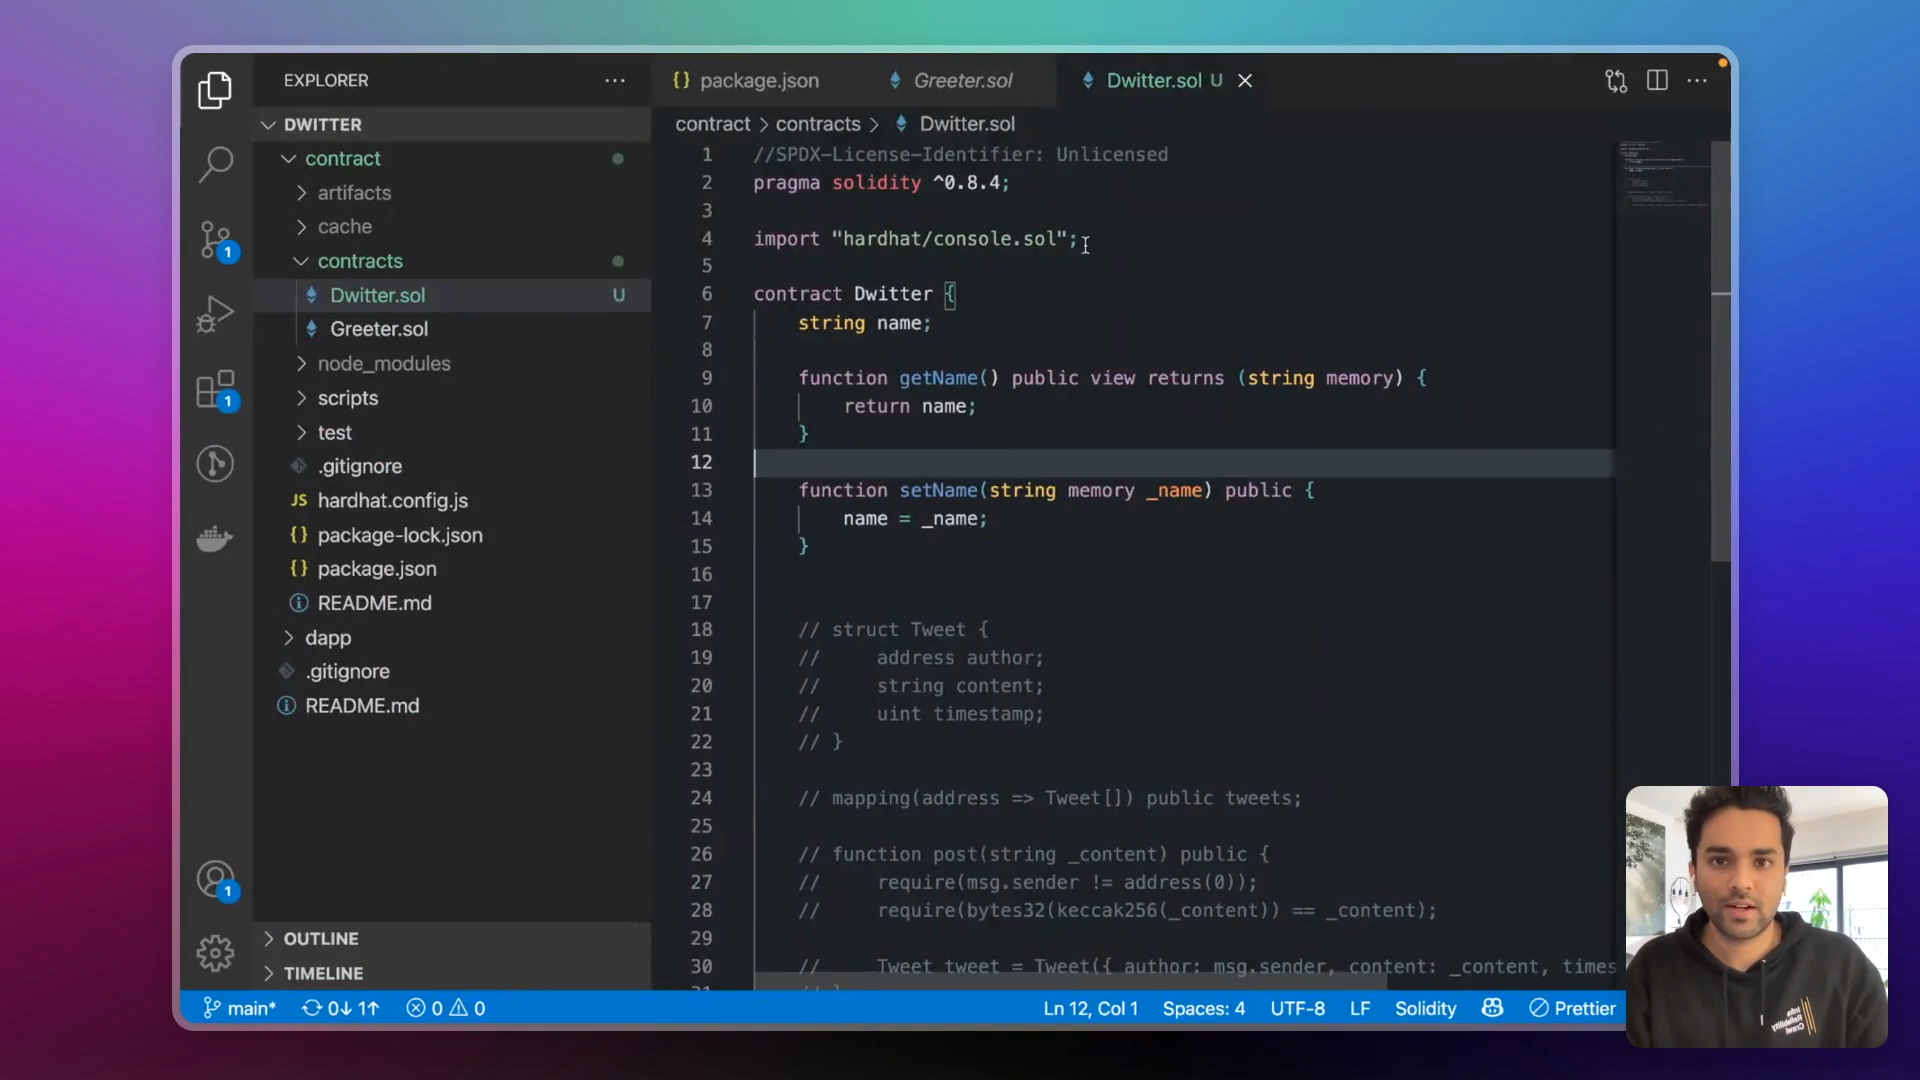 EXPLORER
DWITTER
contract
artifacts
cache
contracts
Dwitter.sol U
Greeter.sol
node_modules
scripts
test
.gitignore
JS hardhat.config.js
{} package-lock.json
{} package.json
README.md
dapp
.gitignore
README.md
OUTLINE
TIMELINE
1
1
1
{} package.json
Greeter.sol
Dwitter.sol U
contract > contracts > Dwitter.sol
1 //SPDX-License-Identifier: Unlicensed
2 pragma solidity ^0.8.4;
3
4 import "hardhat/console.sol";
5
6 contract Dwitter {
7 string name;
8
9 function getName() public view returns (string memory) {
10 return name;
11 }
12
13 function setName(string memory _name) public {
14 name = _name;
15 }
16
17
18 // struct Tweet {
19 // address author;
20 // string content;
21 // uint timestamp;
22 // }
23
24 // mapping(address => Tweet[]) public tweets;
25
26 // function post(string _content) public {
27 // require(msg.sender != address(0));
28 // require(bytes32(keccak256(_content)) == _content);
29
30 // Tweet tweet = Tweet({ author: msg.sender, content: _content, times
main* 0↓ 1↑ 0 0
Ln 12, Col 1 Spaces: 4 UTF-8 LF Solidity Prettier